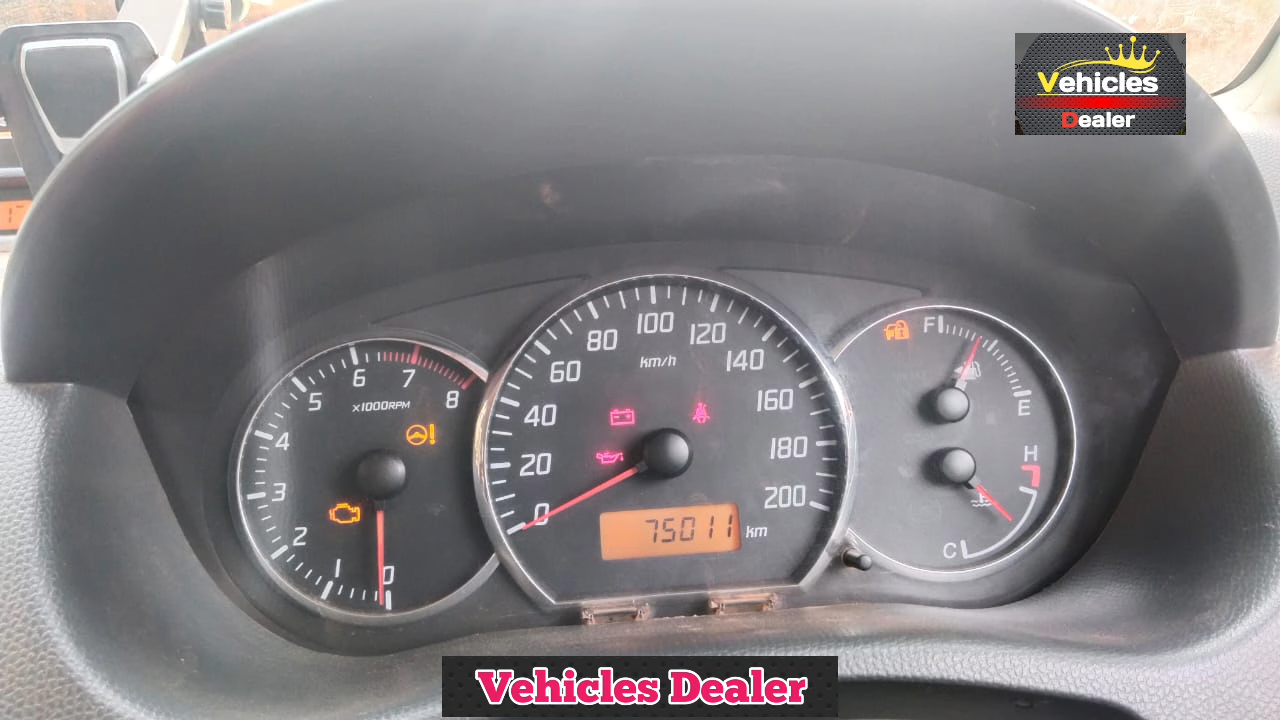 Vehicles
Dealer
1
100
80
120
60
140
40
160
20
180
0
200
km/h
75011 km
6
7
5
8
x1000RPM
4
3
2
1
0
F
E
H
C
Vehicles Dealer